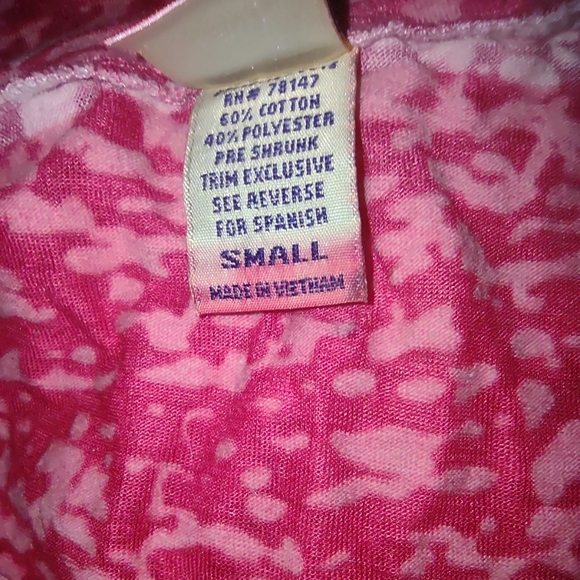 RN# 78147
60% COTTON
40% POLYESTER
PRE SHRUNK
TRIM EXCLUSIVE
SEE REVERSE
FOR SPANISH
SMALL
MADE IN VIETNAM